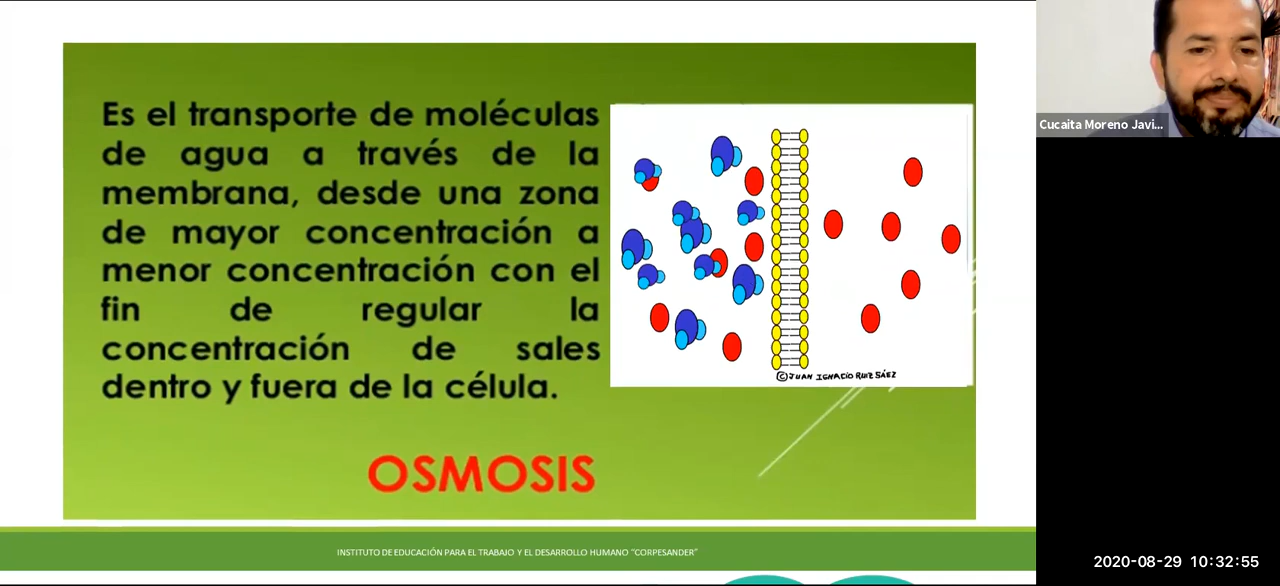 Es el transporte de moléculas
de agua a través de la
membrana, desde una zona
de mayor concentración a
menor concentración con el
fin de regular la
concentración de sales
dentro y fuera de la célula.
©JUAN IGNACIO RUIZ SÁEZ
OSMOSIS
INSTITUTO DE EDUCACIÓN PARA EL TRABAJO Y EL DESARROLLO HUMANO "CORPESANDER"
Cucaita Moreno Javi...
2020-08-29 10:32:55